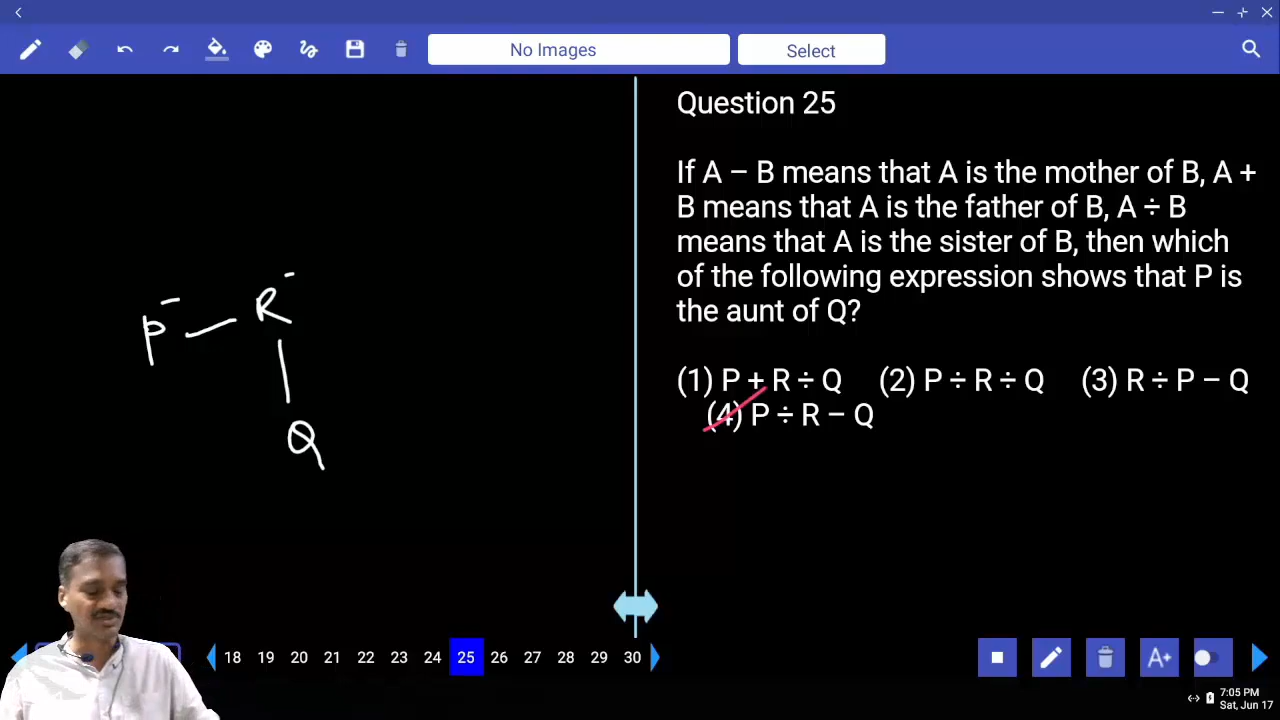 No Images
Select
Question 25
If A – B means that A is the mother of B, A +
B means that A is the father of B, A ÷ B
means that A is the sister of B, then which
of the following expression shows that P is
the aunt of Q?
(1) P + R ÷ Q (2) P ÷ R ÷ Q (3) R ÷ P – Q
(4) P ÷ R – Q
P – R –
Q
18 19 20 21 22 23 24 25 26 27 28 29 30
A+
7:05 PM
Sat, Jun 17